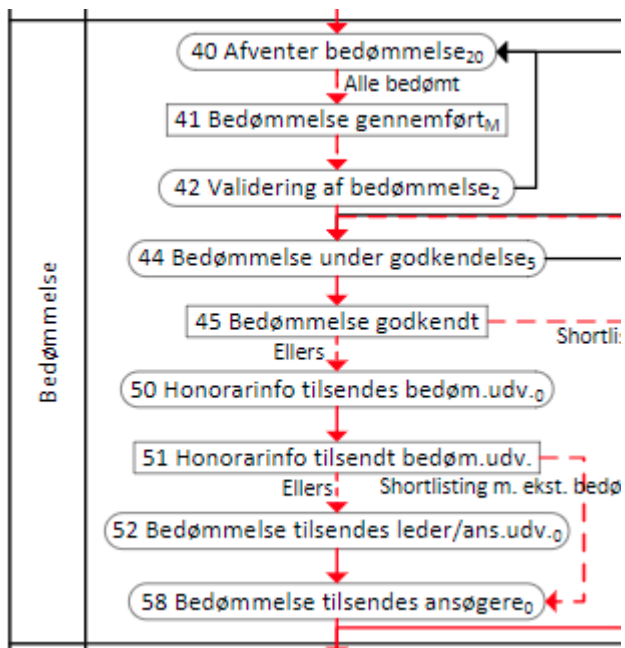 40 Afventer bedømmelse20
Alle bedømt
41 Bedømmelse gennemførtM
42 Validering af bedømmelse2
44 Bedømmelse under godkendelse5
45 Bedømmelse godkendt
Shortlis
Ellers
50 Honorarinfo tilsendes bedøm.udv.0
51 Honorarinfo tilsendt bedøm.udv.
Ellers
Shortlisting m. ekst. bedø
52 Bedømmelse tilsendes leder/ans.udv.0
58 Bedømmelse tilsendes ansøgere0
Bedømmelse